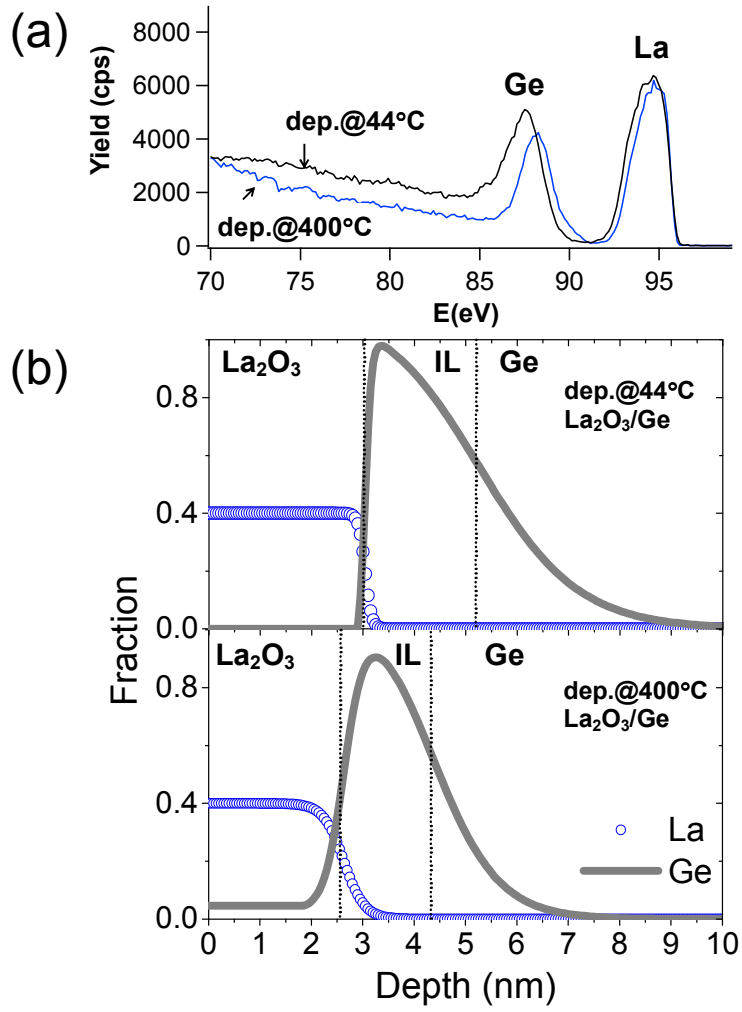 (a)
8000
6000
4000
2000
0
Yield (cps)
Ge
La
dep.@44°C
dep.@400°C
70
75
80
85
90
95
E(eV)
(b)
La₂O₃
IL
Ge
dep.@44°C
La₂O₃/Ge
0.8
0.4
0.0
La₂O₃
IL
Ge
dep.@400°C
La₂O₃/Ge
0.8
0.4
0.0
La
Ge
Fraction
0 1 2 3 4 5 6 7 8 9 10
Depth (nm)